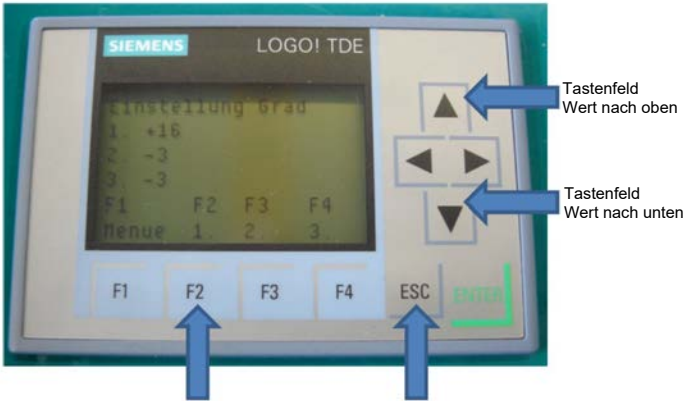 SIEMENS LOGO! TDE
Einstellung Grad
1. +16
2. -3
3. -3
F1 F2 F3 F4
Menue 1. 2. 3.
F1 F2 F3 F4 ESC ENTER
Tastenfeld
Wert nach oben
Tastenfeld
Wert nach unten